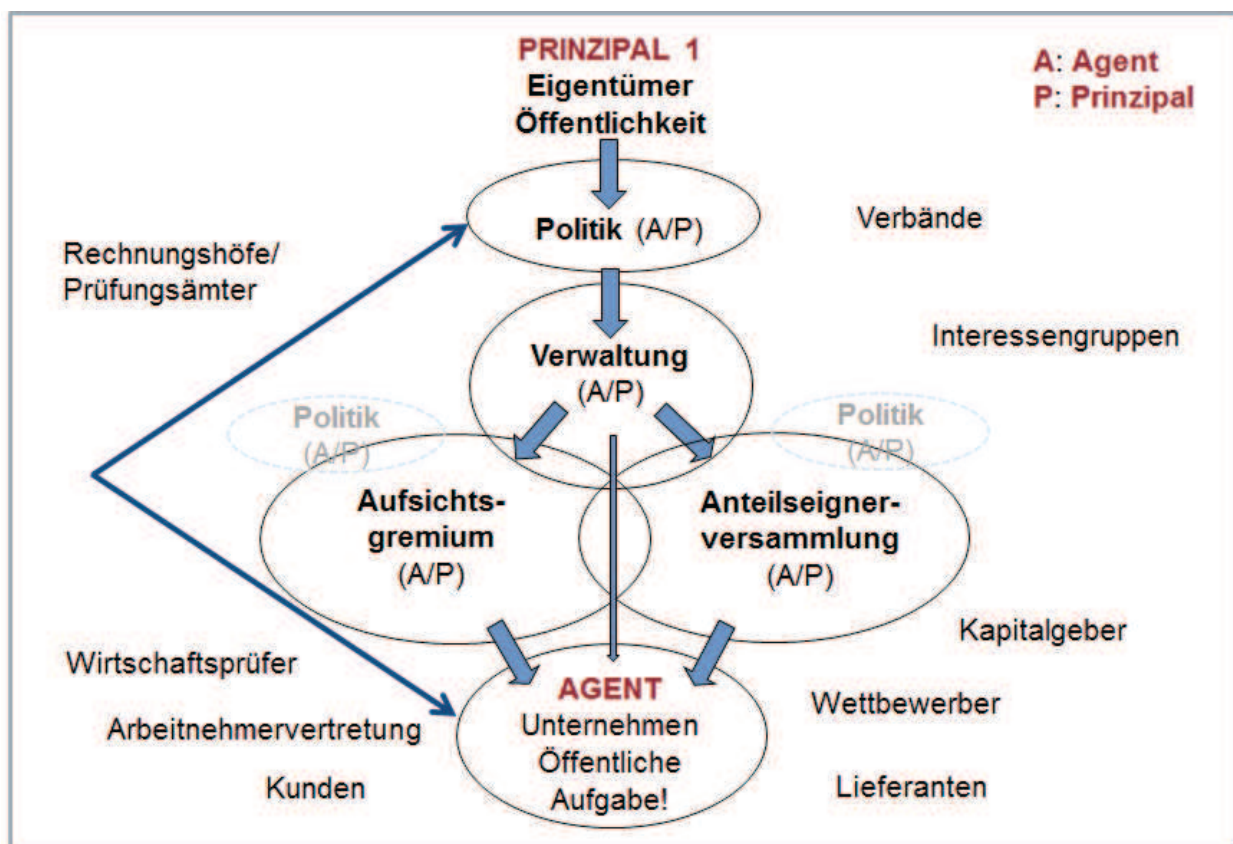 PRINZIPAL 1
Eigentümer
Öffentlichkeit
A: Agent
P: Prinzipal
Politik (A/P)
Verbände
Rechnungshöfe/
Prüfungsämter
Interessengruppen
Verwaltung
(A/P)
Politik
(A/P)
Politik
(A/P)
Aufsichts-
gremium
(A/P)
Anteilseigner-
versammlung
(A/P)
Kapitalgeber
Wirtschaftsprüfer
Arbeitnehmervertretung
Kunden
AGENT
Unternehmen
Öffentliche
Aufgabe!
Wettbewerber
Lieferanten